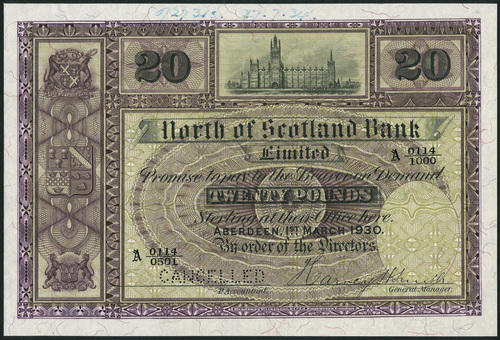 20
20
North of Scotland Bank
Limited
A 0114
1000
Promise to pay to the Bearer on Demand
TWENTY POUNDS
Sterling at their Office here.
ABERDEEN, 1ST MARCH 1930.
By order of the Directors.
A 0114
0501
CANCELLED
P. Accountant.
General Manager.